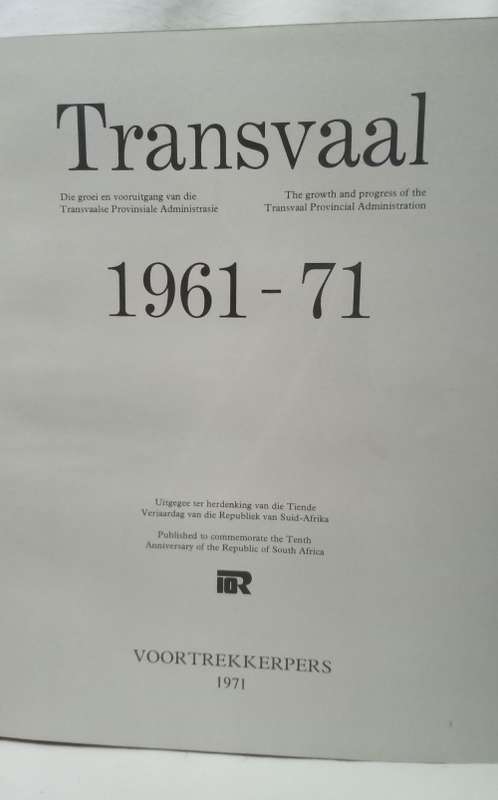 Transvaal
Die groei en vooruitgang van die
Transvaalse Provinsiale Administrasie
The growth and progress of the
Transvaal Provincial Administration
1961 - 71
Uitgegee ter herdenking van die Tiende
Verjaardag van die Republiek van Suid-Afrika
Published to commemorate the Tenth
Anniversary of the Republic of South Africa
10R
VOORTREKKERPERS
1971